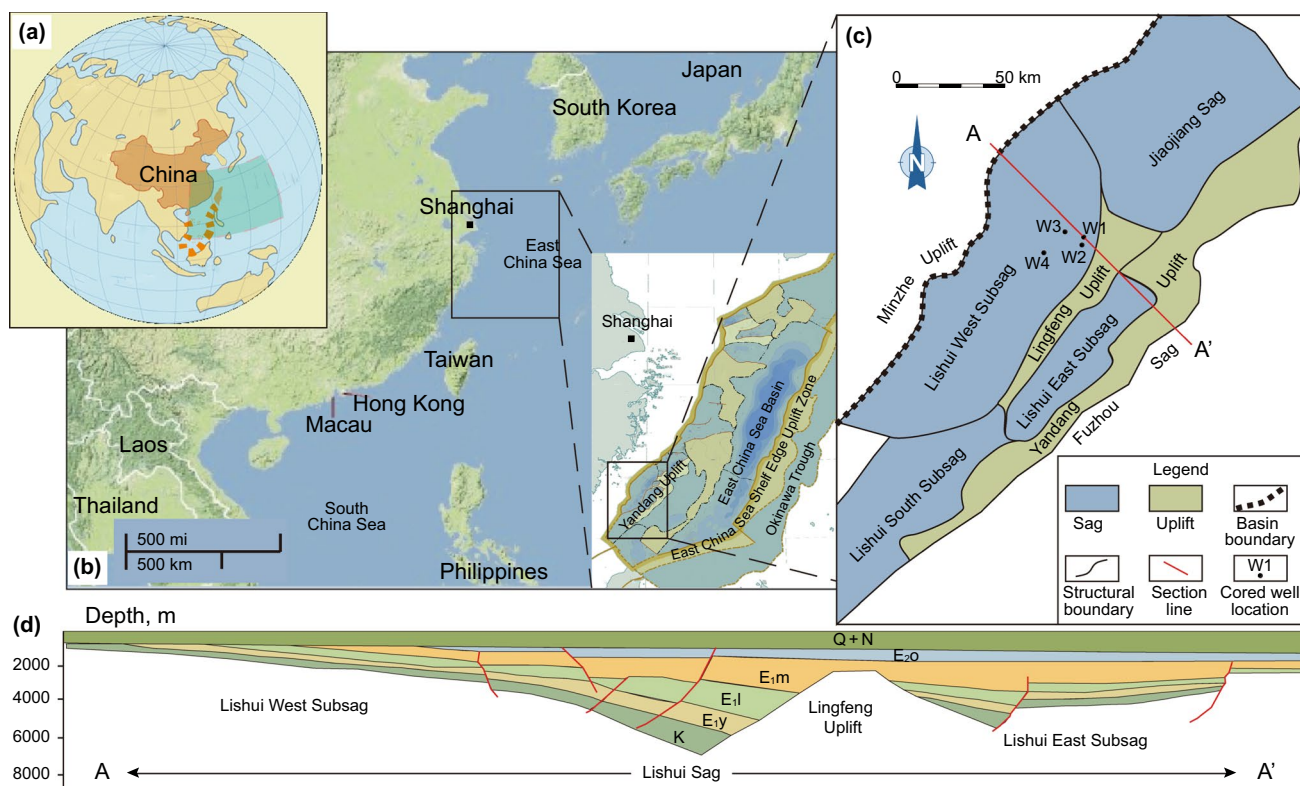 (a)
China
Japan
South Korea
Shanghai
East
China Sea
Taiwan
Hong Kong
Macau
Laos
Thailand
South
China Sea
Philippines
500 mi
500 km
(b)
Shanghai
East China Sea Basin
Yandang Uplift
East China Sea Shelf Edge Uplift Zone
Okinawa Trough
(c)
0
50 km
N
A
Jiaojiang Sag
W3
W1
W2
W4
Minzhe Uplift
Lishui West Subsag
Lingfeng Uplift
Uplift
Lishui East Subsag
A'
Yandang
Fuzhou Sag
Lishui South Subsag
Legend
Sag
Uplift
Basin
boundary
Structural
boundary
Section
line
W1
Cored well
location
(d)
Depth, m
2000
4000
6000
8000
Q + N
E₂o
E₁m
E₁l
E₁y
K
Lishui West Subsag
Lingfeng
Uplift
Lishui East Subsag
A
Lishui Sag
A'